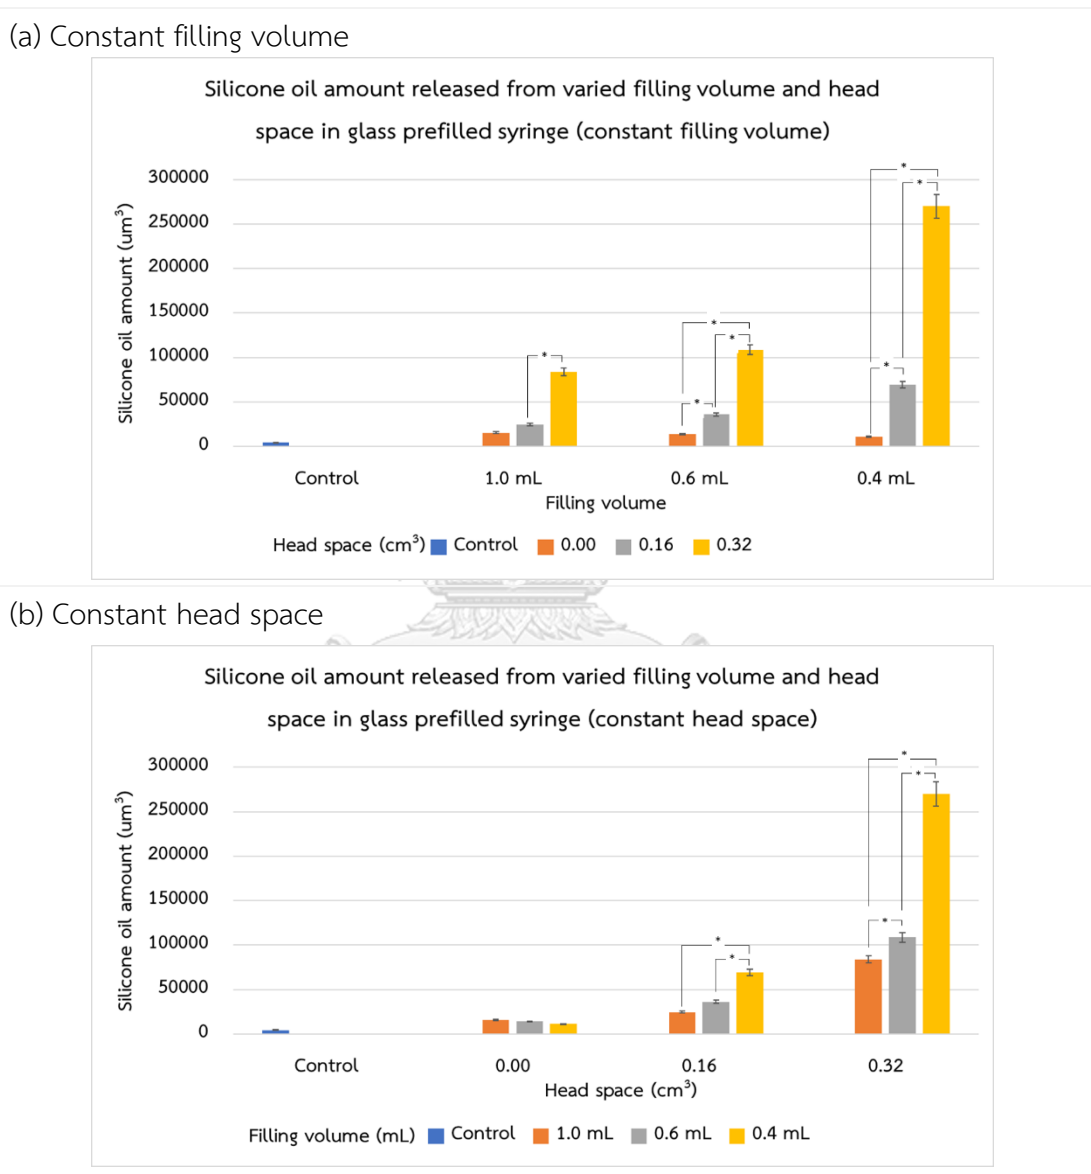 (a) Constant filling volume
Silicone oil amount released from varied filling volume and head
space in glass prefilled syringe (constant filling volume)
Silicone oil amount (um³)
300000
250000
200000
150000
100000
50000
0
* * * * * * *
Control 1.0 mL 0.6 mL 0.4 mL
Filling volume
Head space (cm³) Control 0.00 0.16 0.32
(b) Constant head space
Silicone oil amount released from varied filling volume and head
space in glass prefilled syringe (constant head space)
Silicone oil amount (um³)
300000
250000
200000
150000
100000
50000
0
* * * * *
Control 0.00 0.16 0.32
Head space (cm³)
Filling volume (mL) Control 1.0 mL 0.6 mL 0.4 mL